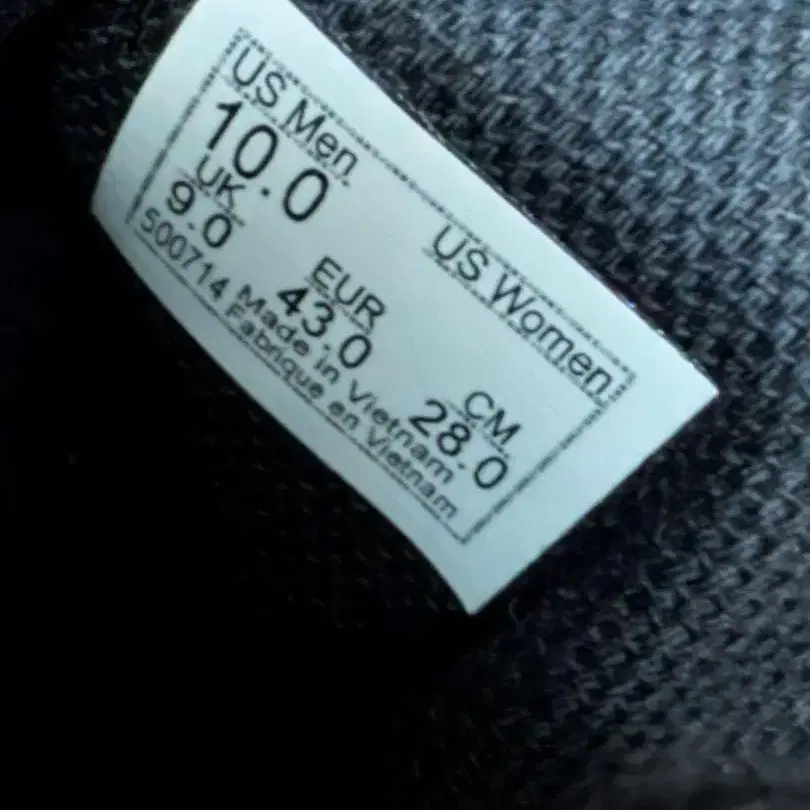 US Men US Women
10.0
UK EUR CM
9.0 43.0 28.0
500714 Made in Vietnam
Fabriqué en Vietnam